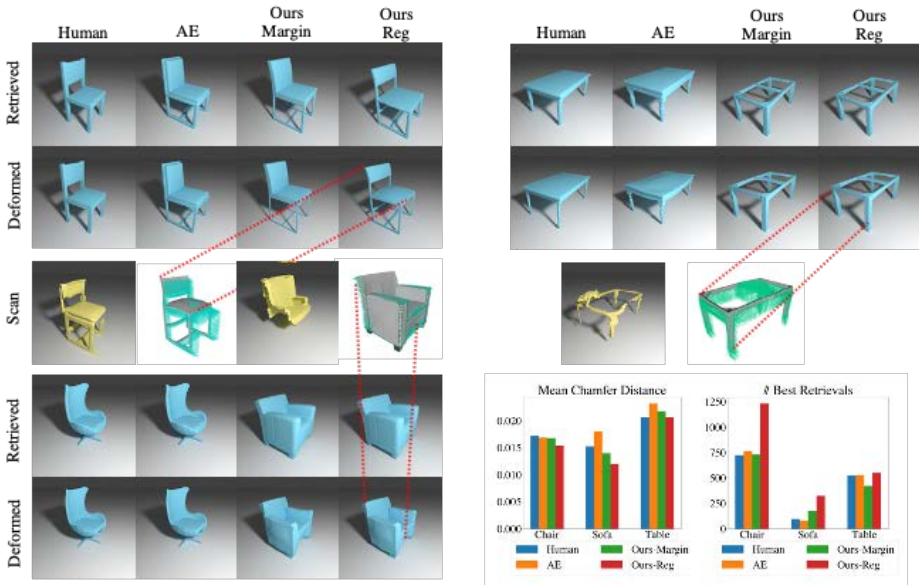 Human AE Ours Margin Ours Reg
Human AE Ours Margin Ours Reg
Retrieved
Deformed
Scan
Retrieved
Deformed
Mean Chamfer Distance
0.020
0.015
0.010
0.005
0.000
Chair Sofa Table
Human Ours-Margin
AE Ours-Reg
# Best Retrievals
1250
1000
750
500
250
0
Chair Sofa Table
Human Ours-Margin
AE Ours-Reg